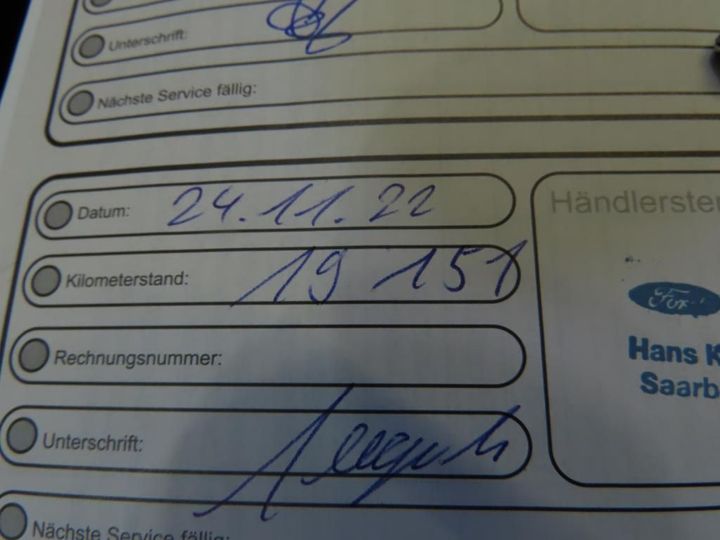 Unterschrift:
Nächste Service fällig:
Datum: 24.11.22
Händlerste
Kilometerstand: 19 151
Ford
Rechnungsnummer:
Hans K
Saarb
Unterschrift:
Nächste Service fällig: